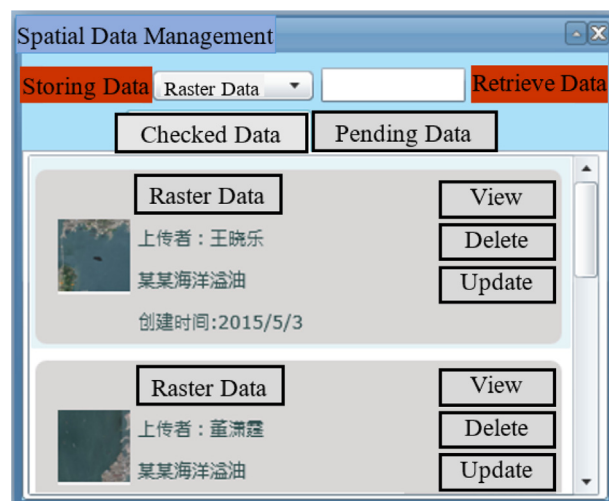 Spatial Data Management
Storing Data Raster Data Retrieve Data
Checked Data Pending Data
Raster Data View
上传者：王晓乐 Delete
某某海洋溢油 Update
创建时间:2015/5/3
Raster Data View
上传者：董潇霆 Delete
某某海洋溢油 Update